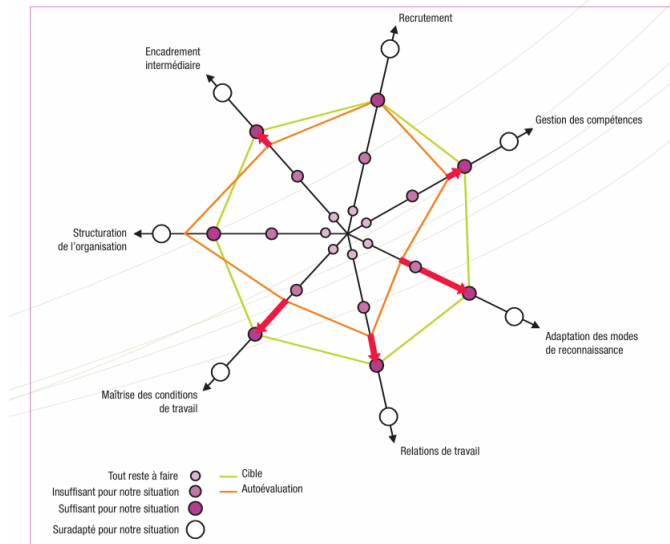 Recrutement
Encadrement
intermédiaire
Gestion des compétences
Structuration
de l'organisation
Adaptation des modes
de reconnaissance
Maîtrise des conditions
de travail
Relations de travail
Tout reste à faire
Cible
Insuffisant pour notre situation
Autoévaluation
Suffisant pour notre situation
Suradapté pour notre situation